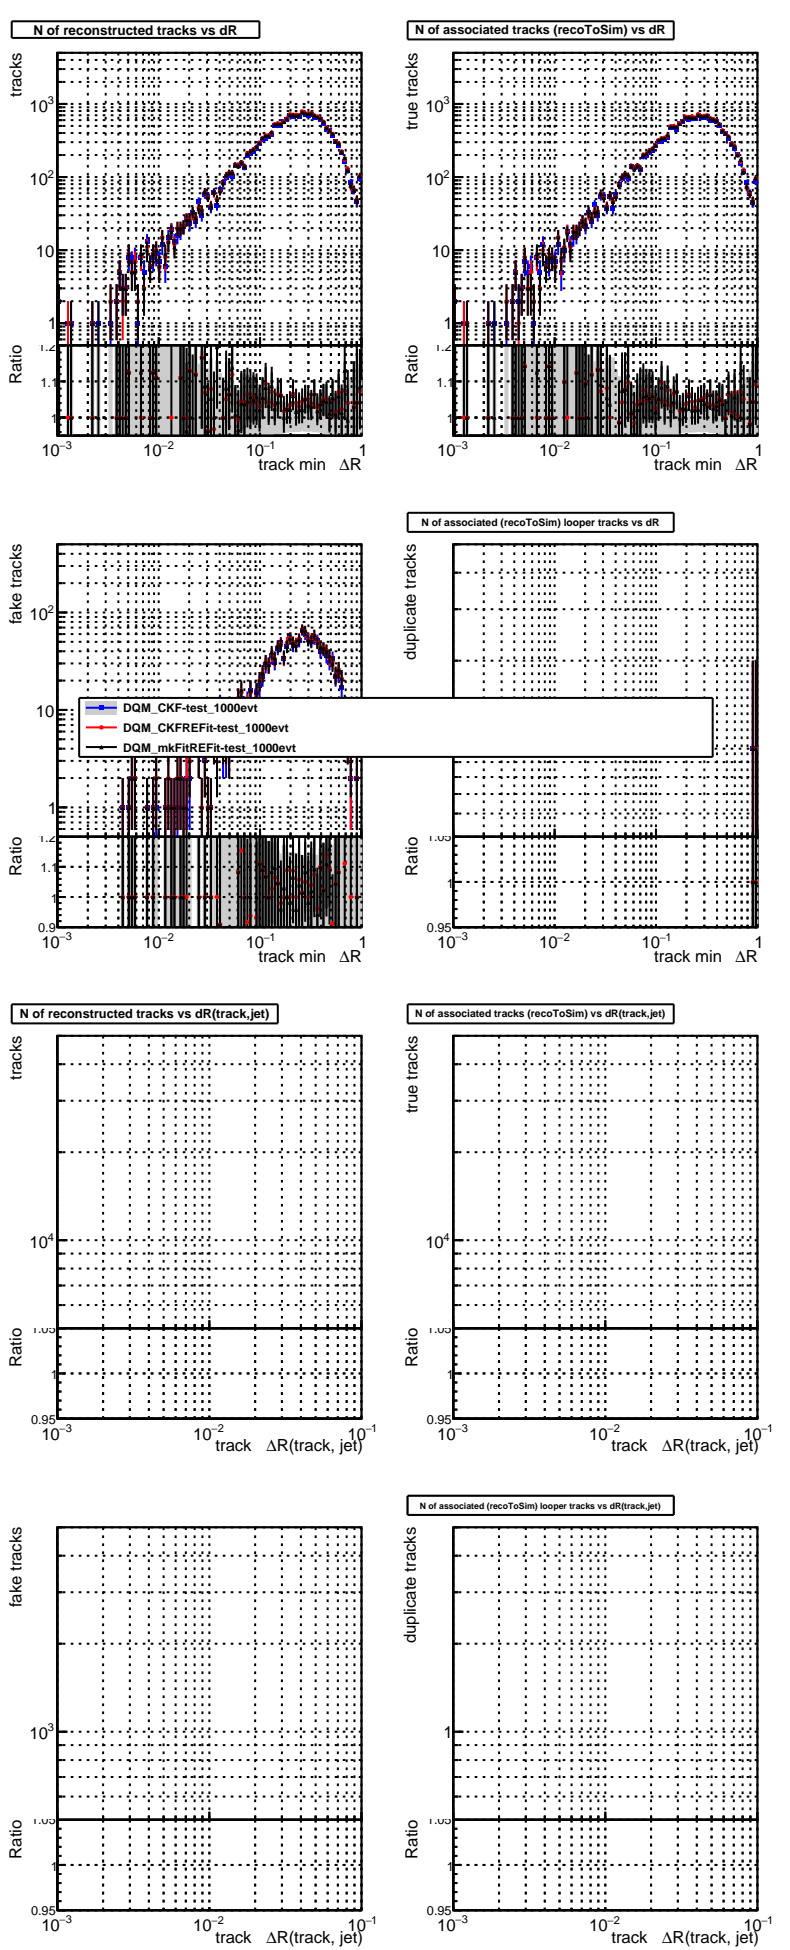 N of reconstructed tracks vs dR
tracks
10³
10²
10
1
Ratio
1.2
1.1
1
10⁻³
10⁻²
10⁻¹
1
track min ΔR
N of associated tracks (recoToSim) vs dR
true tracks
10³
10²
10
1
Ratio
1.2
1.1
1
10⁻³
10⁻²
10⁻¹
1
track min ΔR
fake tracks
10²
10
1
Ratio
1.2
1.1
1
0.9
10⁻³
10⁻²
10⁻¹
1
track min ΔR
N of associated (recoToSim) looper tracks vs dR
duplicate tracks
Ratio
1.05
1
0.95
10⁻³
10⁻²
10⁻¹
1
track min ΔR
DQM_CKF-test_1000evt
DQM_CKFREFit-test_1000evt
DQM_mkFitREFit-test_1000evt
N of reconstructed tracks vs dR(track,jet)
tracks
10⁴
Ratio
1.05
1
0.95
10⁻³
10⁻²
10⁻¹
track ΔR(track, jet)
N of associated tracks (recoToSim) vs dR(track,jet)
true tracks
10⁴
Ratio
1.05
1
0.95
10⁻³
10⁻²
10⁻¹
track ΔR(track, jet)
fake tracks
10³
Ratio
1.05
1
0.95
10⁻³
10⁻²
10⁻¹
track ΔR(track, jet)
N of associated (recoToSim) looper tracks vs dR(track,jet)
duplicate tracks
1
Ratio
1.05
1
0.95
10⁻³
10⁻²
10⁻¹
track ΔR(track, jet)